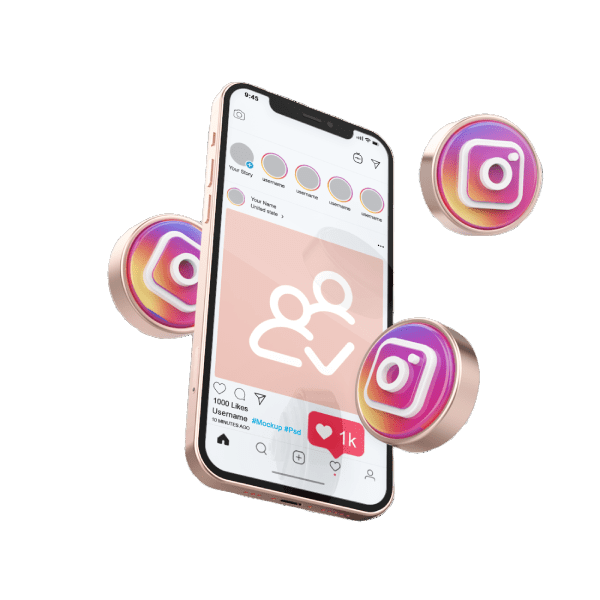 9:45
Your Story
username
username
username
username
Your Name
United state >
1000 Likes
Username #Mockup #Psd
10 MINUTES AGO
1k